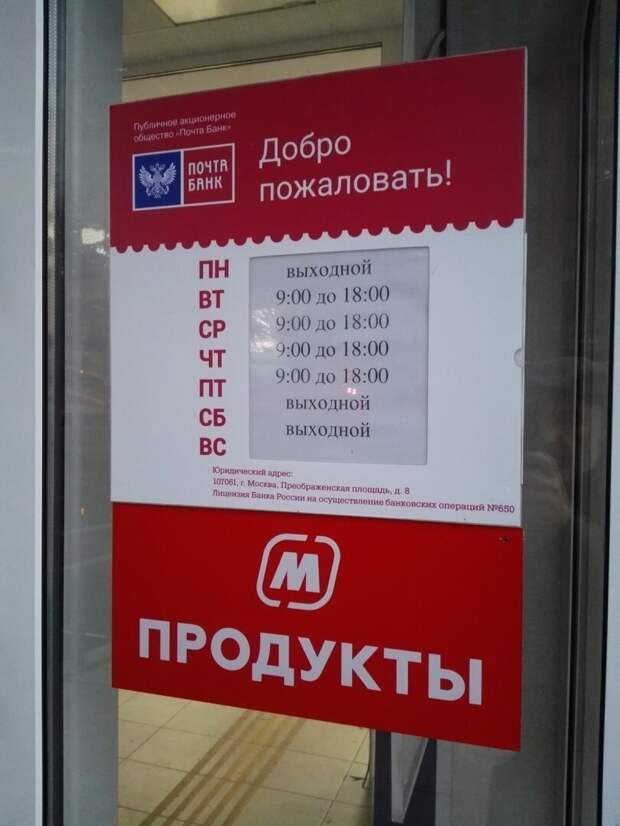 Публичное акционерное
общество «Почта Банк»
ПОЧТА
БАНК
Добро
пожаловать!
ПН выходной
ВТ 9:00 до 18:00
СР 9:00 до 18:00
ЧТ 9:00 до 18:00
ПТ 9:00 до 18:00
СБ выходной
ВС выходной
Юридический адрес:
107061, г. Москва, Преображенская площадь, д. 8
Лицензия Банка России на осуществление банковских операций №650
М
ПРОДУКТЫ